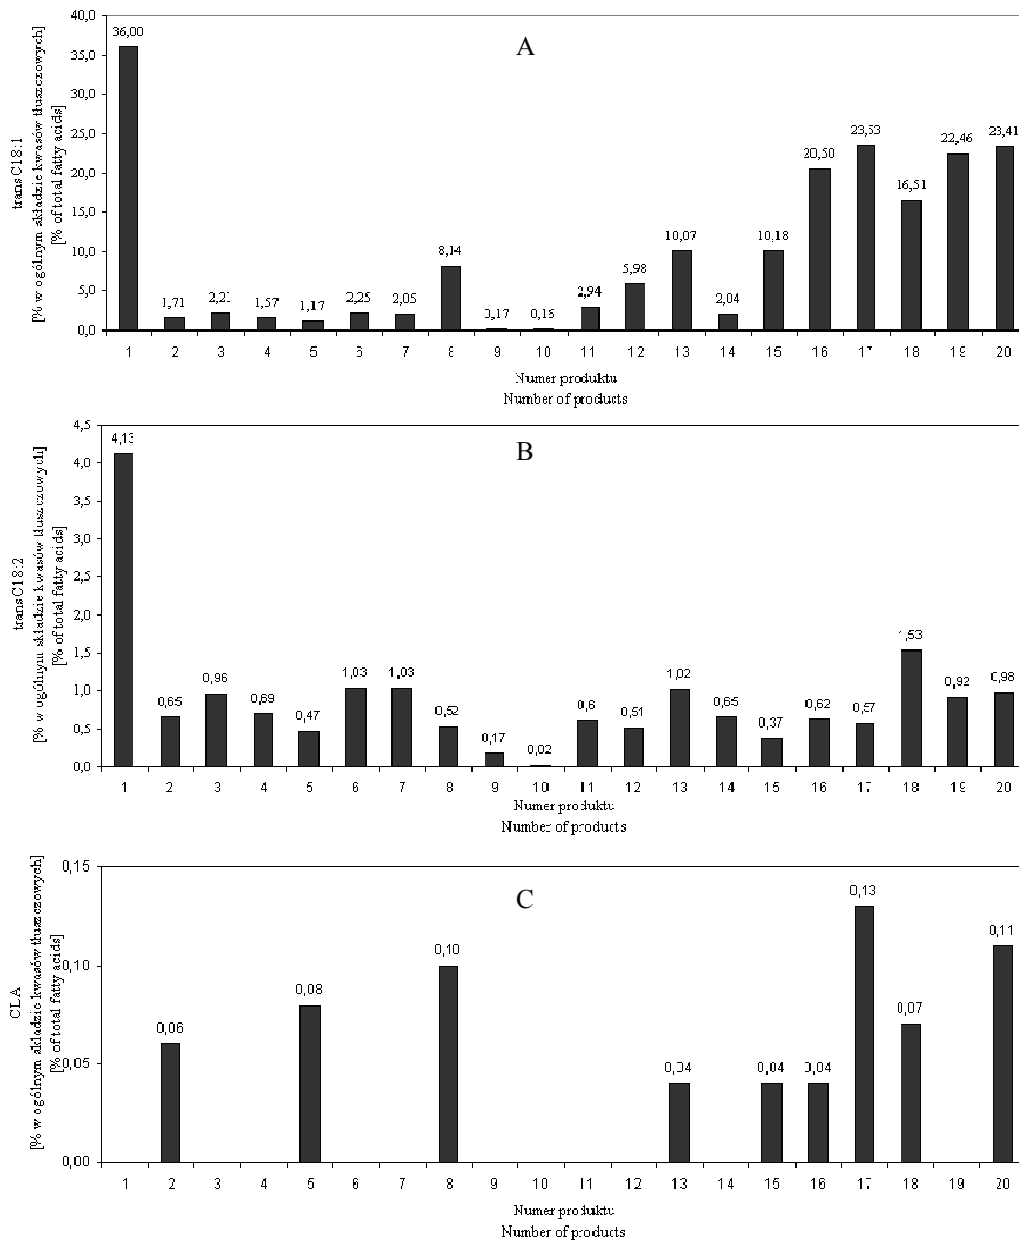 A
trans C18:1
[% w ogólnym składzie kwasów tłuszczowych]
[% of total fatty acids]
40,0
35,0
30,0
25,0
20,0
15,0
10,0
5,0
0,0
36,00 1,71 2,21 1,57 1,17 2,25 2,05 8,14 0,17 0,18 2,94 5,98 10,07 2,04 10,18 20,50 23,53 16,51 22,46 23,41
1 2 3 4 5 6 7 8 9 10 11 12 13 14 15 16 17 18 19 20
Numer produktu
Number of products
B
trans C18:2
[% w ogólnym składzie kwasów tłuszczowych]
[% of total fatty acids]
4,5
4,0
3,5
3,0
2,5
2,0
1,5
1,0
0,5
0,0
4,13 0,65 0,96 0,69 0,47 1,03 1,03 0,52 0,17 0,02 0,6 0,51 1,02 0,65 0,37 0,62 0,57 1,53 0,92 0,98
1 2 3 4 5 6 7 8 9 10 11 12 13 14 15 16 17 18 19 20
Numer produktu
Number of products
C
CLA
[% w ogólnym składzie kwasów tłuszczowych]
[% of total fatty acids]
0,15
0,10
0,05
0,00
0,06 0,08 0,10 0,04 0,04 0,04 0,13 0,07 0,11
1 2 3 4 5 6 7 8 9 10 11 12 13 14 15 16 17 18 19 20
Numer produktu
Number of products